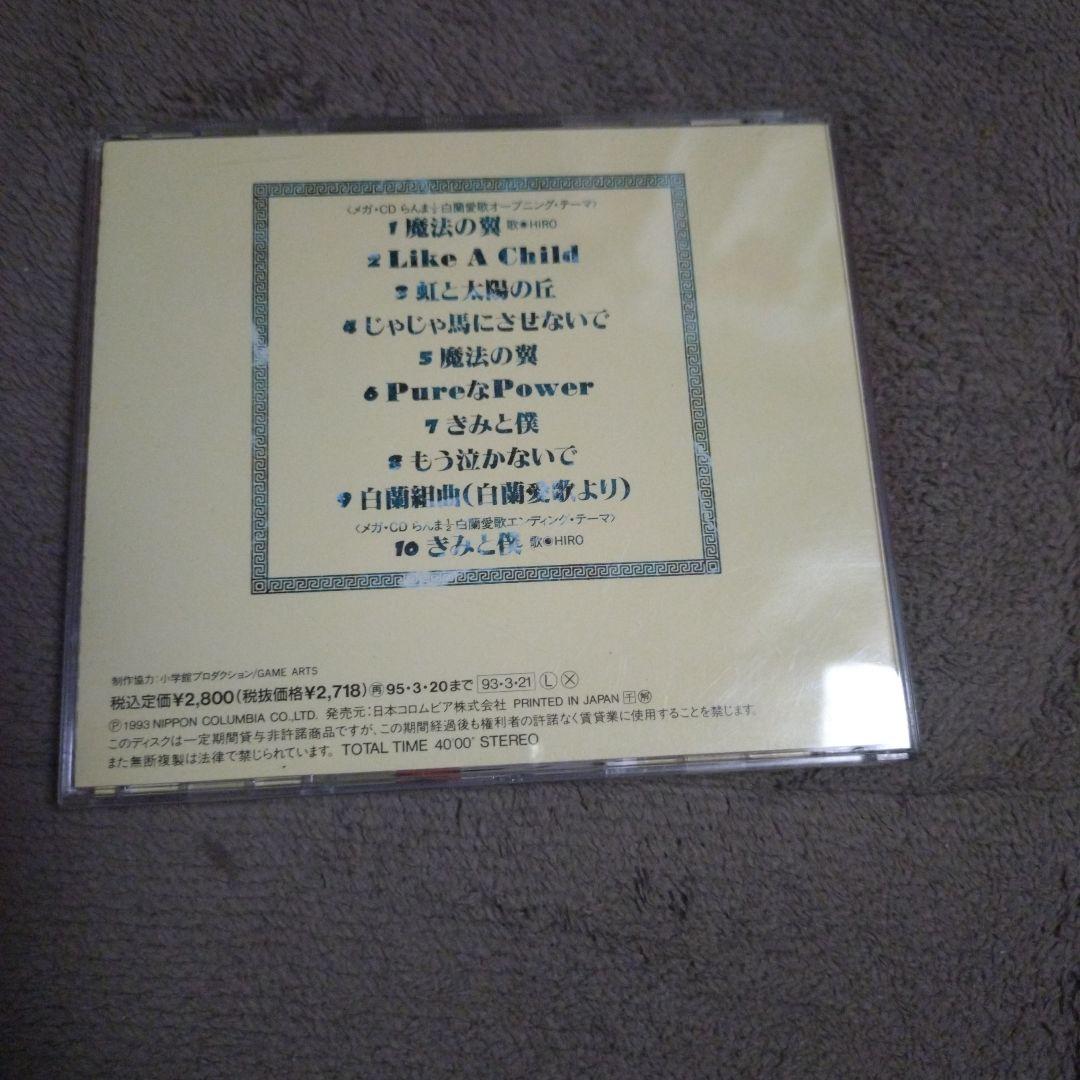 〈メガ・CD らんま½白蘭愛歌オープニング・テーマ〉
1 魔法の翼 歌◉HIRO
2 Like A Child
3 虹と太陽の丘
4 じゃじゃ馬にさせないで
5 魔法の翼
6 PureなPower
7 きみと僕
8 もう泣かないで
9 白蘭組曲(白蘭愛歌より)
〈メガ・CD らんま½白蘭愛歌エンディング・テーマ〉
10 きみと僕 歌◉HIRO
制作協力:小学館プロダクション/GAME ARTS
税込定価¥2,800(税抜価格¥2,718) 再 95・3・20まで 93・3・21 Ⓛ Ⓧ
Ⓟ1993 NIPPON COLUMBIA CO.,LTD. 発売元:日本コロムビア株式会社 PRINTED IN JAPAN
このディスクは一定期間貸与非許諾商品ですが、この期間経過後も権利者の許諾なく賃貸業に使用することを禁じます。
また無断複製は法律で禁じられています。 TOTAL TIME 40'00" STEREO